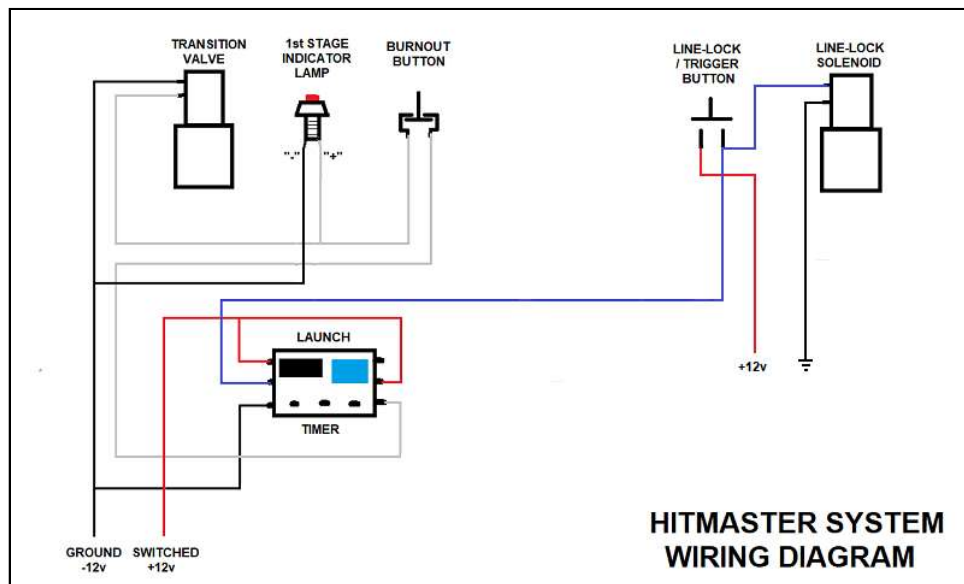 TRANSITION
VALVE
1st STAGE
INDICATOR
LAMP
BURNOUT
BUTTON
LINE-LOCK
/ TRIGGER
BUTTON
LINE-LOCK
SOLENOID
"-"
"+"
LAUNCH
TIMER
+12v
GROUND
-12v
SWITCHED
+12v
HITMASTER SYSTEM
WIRING DIAGRAM